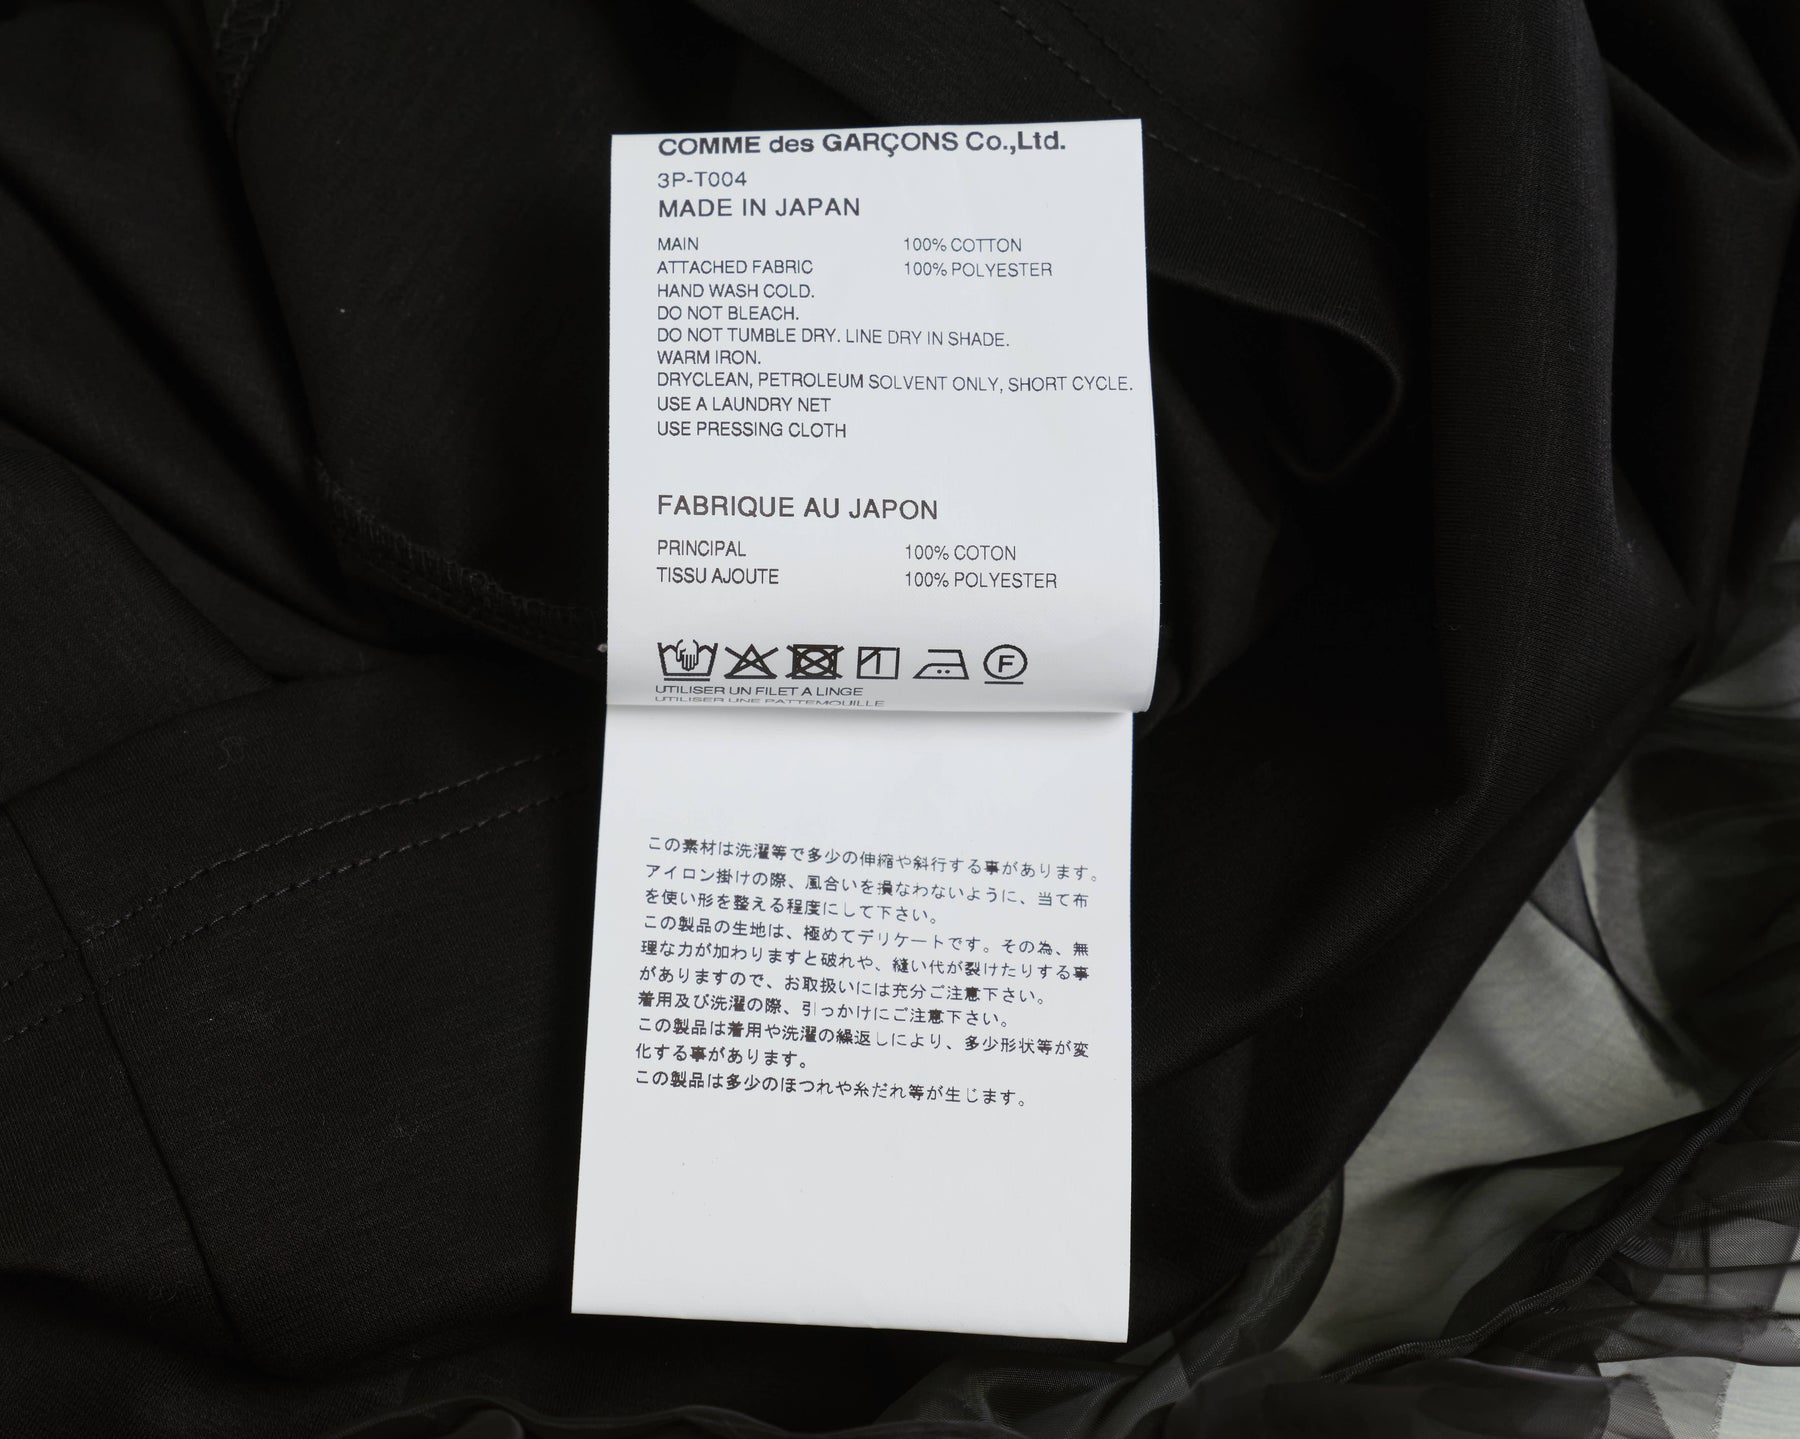 COMME des GARÇONS Co.,Ltd.
3P-T004
MADE IN JAPAN
MAIN 100% COTTON
ATTACHED FABRIC 100% POLYESTER
HAND WASH COLD.
DO NOT BLEACH.
DO NOT TUMBLE DRY. LINE DRY IN SHADE.
WARM IRON.
DRYCLEAN, PETROLEUM SOLVENT ONLY, SHORT CYCLE.
USE A LAUNDRY NET
USE PRESSING CLOTH
FABRIQUE AU JAPON
PRINCIPAL 100% COTON
TISSU AJOUTE 100% POLYESTER
F
UTILISER UN FILET A LINGE
UTILISER UNE PATTEMOUILLE
この素材は洗濯等で多少の伸縮や斜行する事があります。
アイロン掛けの際、風合いを損なわないように、当て布
を使い形を整える程度にして下さい。
この製品の生地は、極めてデリケートです。その為、無
理な力が加わりますと破れや、縫い代が裂けたりする事
がありますので、お取扱いには充分ご注意下さい。
着用及び洗濯の際、引っかけにご注意下さい。
この製品は着用や洗濯の繰返しにより、多少形状等が変
化する事があります。
この製品は多少のほつれや糸だれ等が生じます。